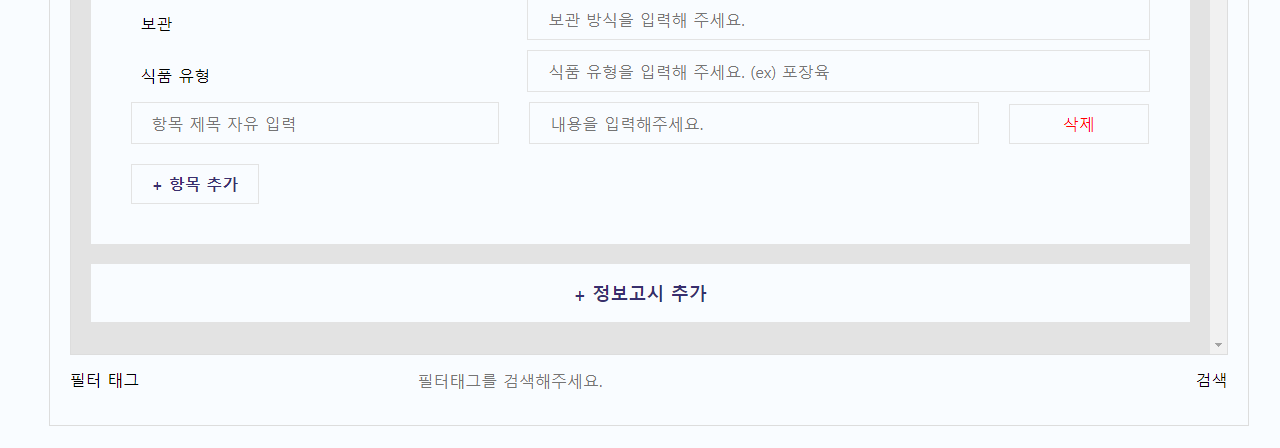 보관 보관 방식을 입력해 주세요.
식품 유형 식품 유형을 입력해 주세요. (ex) 포장육
항목 제목 자유 입력 내용을 입력해주세요. 삭제
+ 항목 추가
+ 정보고시 추가
필터 태그 필터태그를 검색해주세요. 검색